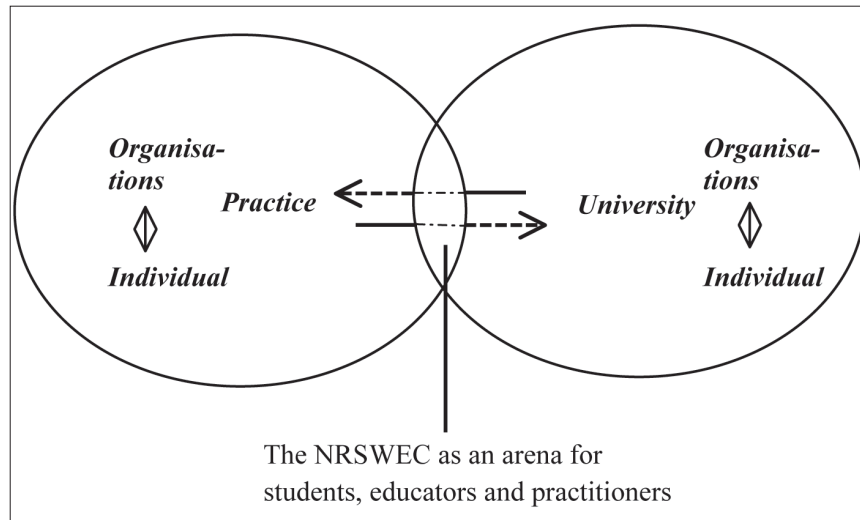 Organisa-
tions
Practice
Individual
Organisa-
tions
University
Individual
The NRSWEC as an arena for
students, educators and practitioners